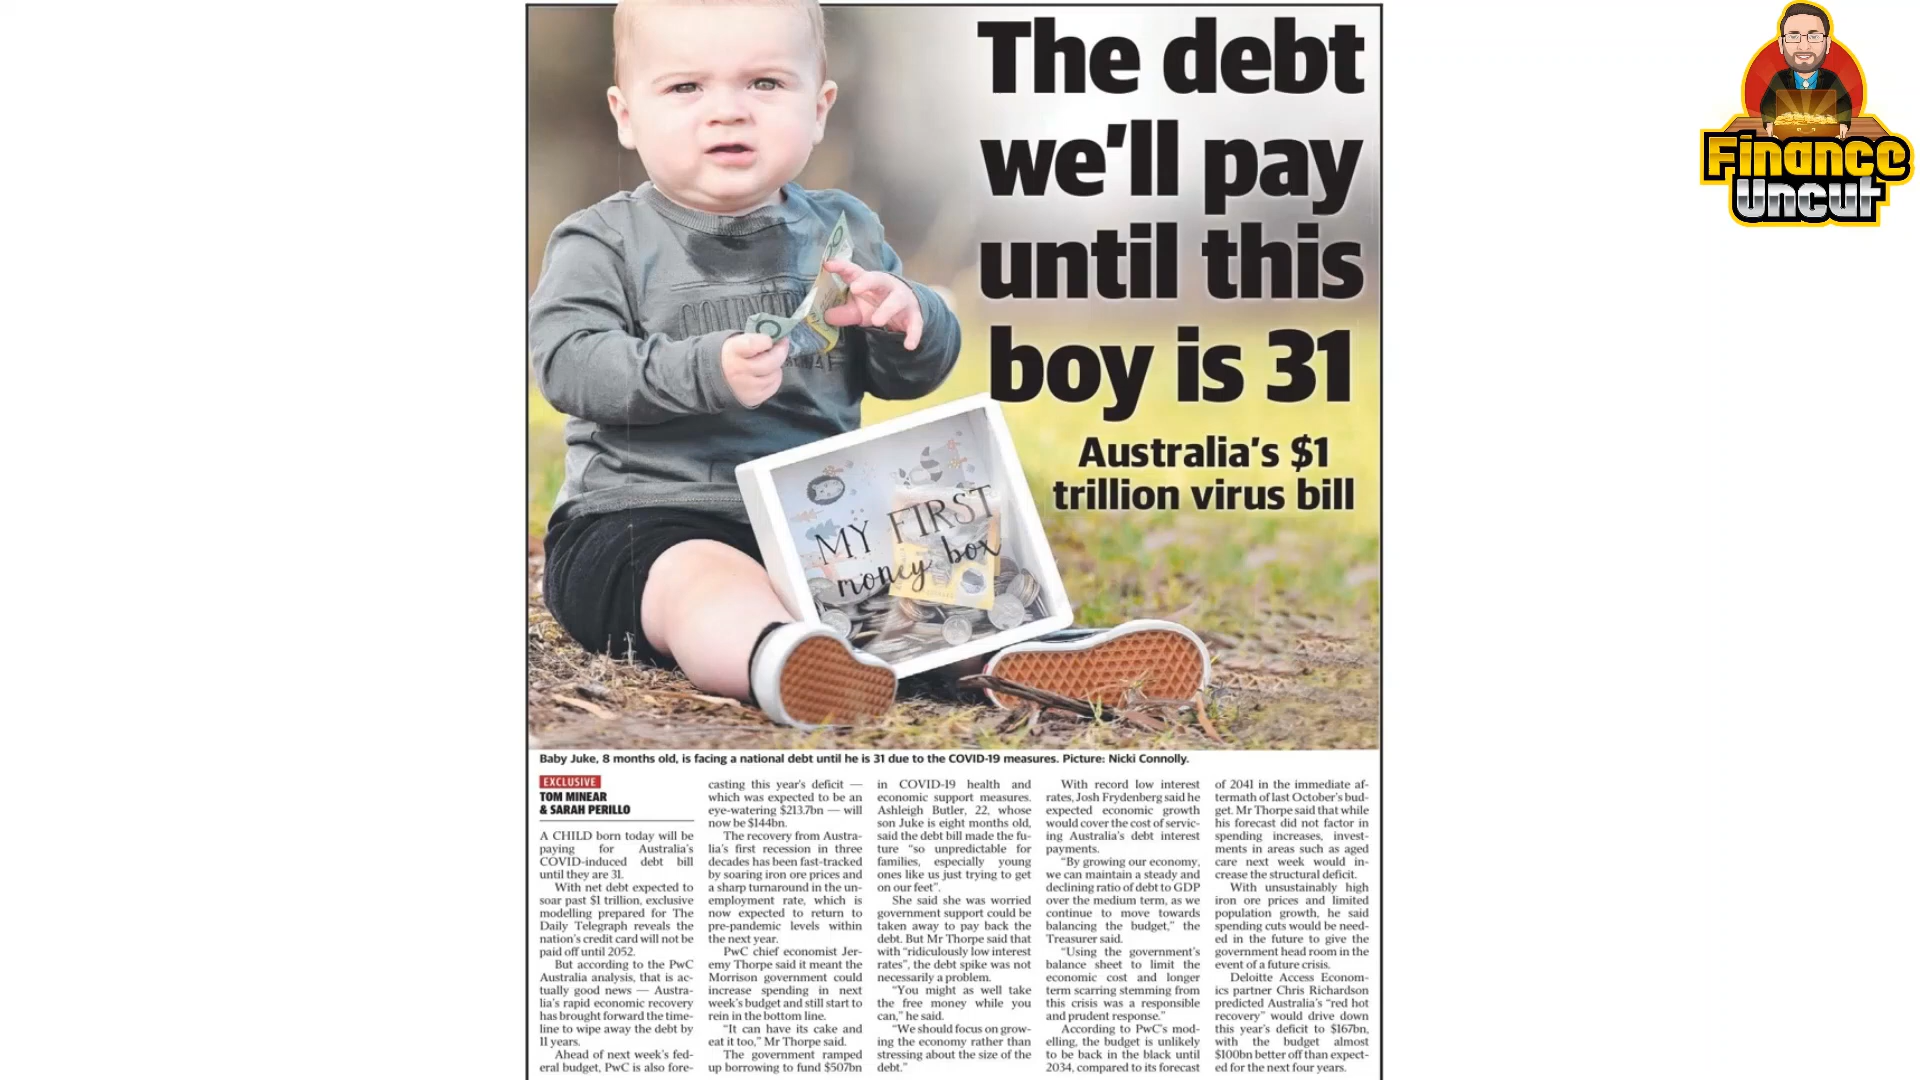 The debt
we'll pay
until this
boy is 31
Australia's $1
trillion virus bill
Finance
Uncut
MY FIRST
money box
Baby Juke, 8 months old, is facing a national debt until he is 31 due to the COVID-19 measures. Picture: Nicki Connolly.
EXCLUSIVE
TOM MINEAR
& SARAH PERILLO
A CHILD born today will be
paying for Australia's
COVID-induced debt bill
until they are 31.
With net debt expected to
soar past $1 trillion, exclusive
modelling prepared for The
Daily Telegraph reveals the
nation's credit card will not be
paid off until 2052.
But according to the PwC
Australia analysis, that is ac-
tually good news — Austra-
lia's rapid economic recovery
has brought forward the time-
line to wipe away the debt by
11 years.
Ahead of next week's fed-
eral budget, PwC is also fore-
casting this year's deficit —
which was expected to be an
eye-watering $213.7bn — will
now be $144bn.
The recovery from Austra-
lia's first recession in three
decades has been fast-tracked
by soaring iron ore prices and
a sharp turnaround in the un-
employment rate, which is
now expected to return to
pre-pandemic levels within
the next year.
PwC chief economist Jer-
emy Thorpe said it meant the
Morrison government could
increase spending in next
week's budget and still start to
rein in the bottom line.
"It can have its cake and
eat it too," Mr Thorpe said.
The government ramped
up borrowing to fund $507bn
in COVID-19 health and
economic support measures.
Ashleigh Butler, 22, whose
son Juke is eight months old,
said the debt bill made the fu-
ture "so unpredictable for
families, especially young
ones like us just trying to get
on our feet".
She said she was worried
government support could be
taken away to pay back the
debt. But Mr Thorpe said that
with "ridiculously low interest
rates", the debt spike was not
necessarily a problem.
"You might as well take
the free money while you
can," he said.
"We should focus on grow-
ing the economy rather than
stressing about the size of the
debt."
With record low interest
rates, Josh Frydenberg said he
expected economic growth
would cover the cost of servic-
ing Australia's debt interest
payments.
"By growing our economy,
we can maintain a steady and
declining ratio of debt to GDP
over the medium term, as we
continue to move towards
balancing the budget," the
Treasurer said.
"Using the government's
balance sheet to limit the
economic cost and longer
term scarring stemming from
this crisis was a responsible
and prudent response."
According to PwC's mod-
elling, the budget is unlikely
to be back in the black until
2034, compared to its forecast
of 2041 in the immediate af-
termath of last October's bud-
get. Mr Thorpe said that while
his forecast did not factor in
spending increases, invest-
ments in areas such as aged
care next week would in-
crease the structural deficit.
With unsustainably high
iron ore prices and limited
population growth, he said
spending cuts would be need-
ed in the future to give the
government head room in the
event of a future crisis.
Deloitte Access Econom-
ics partner Chris Richardson
predicted Australia's "red hot
recovery" would drive down
this year's deficit to $167bn,
with the budget almost
$100bn better off than expect-
ed for the next four years.